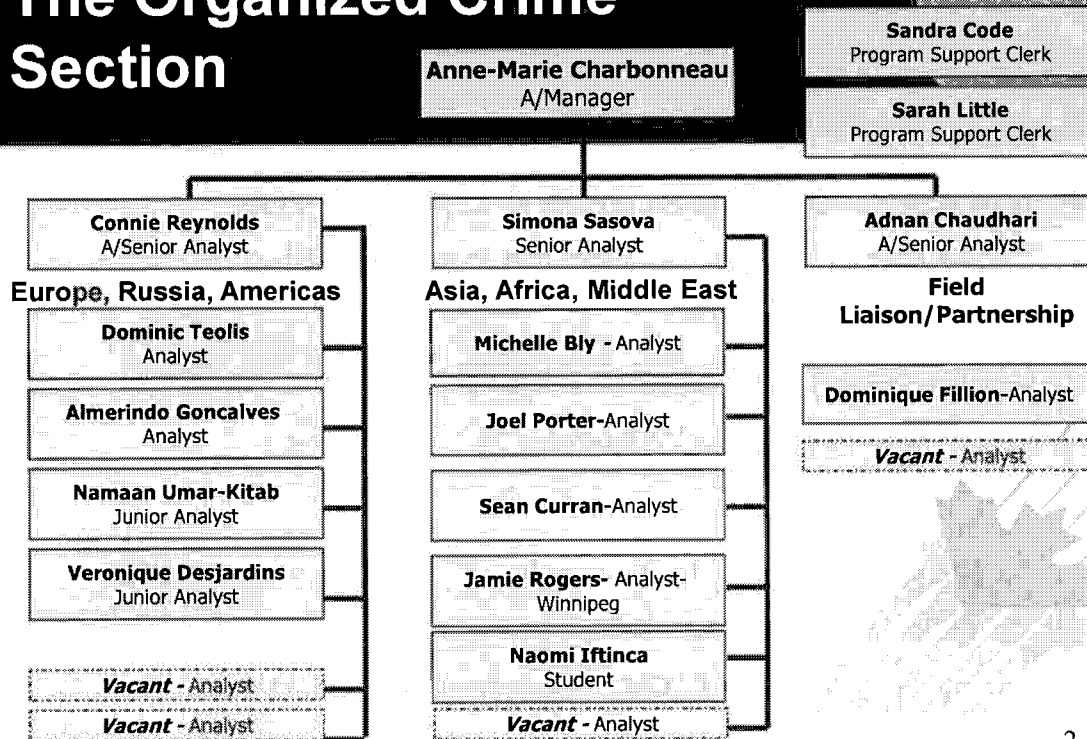 The Organized Crime
Section
Anne-Marie Charbonneau
A/Manager
Sandra Code
Program Support Clerk
Sarah Little
Program Support Clerk
Connie Reynolds
A/Senior Analyst
Europe, Russia, Americas
Dominic Teolis
Analyst
Almerindo Goncalves
Analyst
Namaan Umar-Kitab
Junior Analyst
Veronique Desjardins
Junior Analyst
Vacant - Analyst
Vacant - Analyst
Simona Sasova
Senior Analyst
Asia, Africa, Middle East
Michelle Bly - Analyst
Joel Porter-Analyst
Sean Curran-Analyst
Jamie Rogers- Analyst-
Winnipeg
Naomi Iftinca
Student
Vacant - Analyst
Adnan Chaudhari
A/Senior Analyst
Field
Liaison/Partnership
Dominique Fillion-Analyst
Vacant - Analyst
2